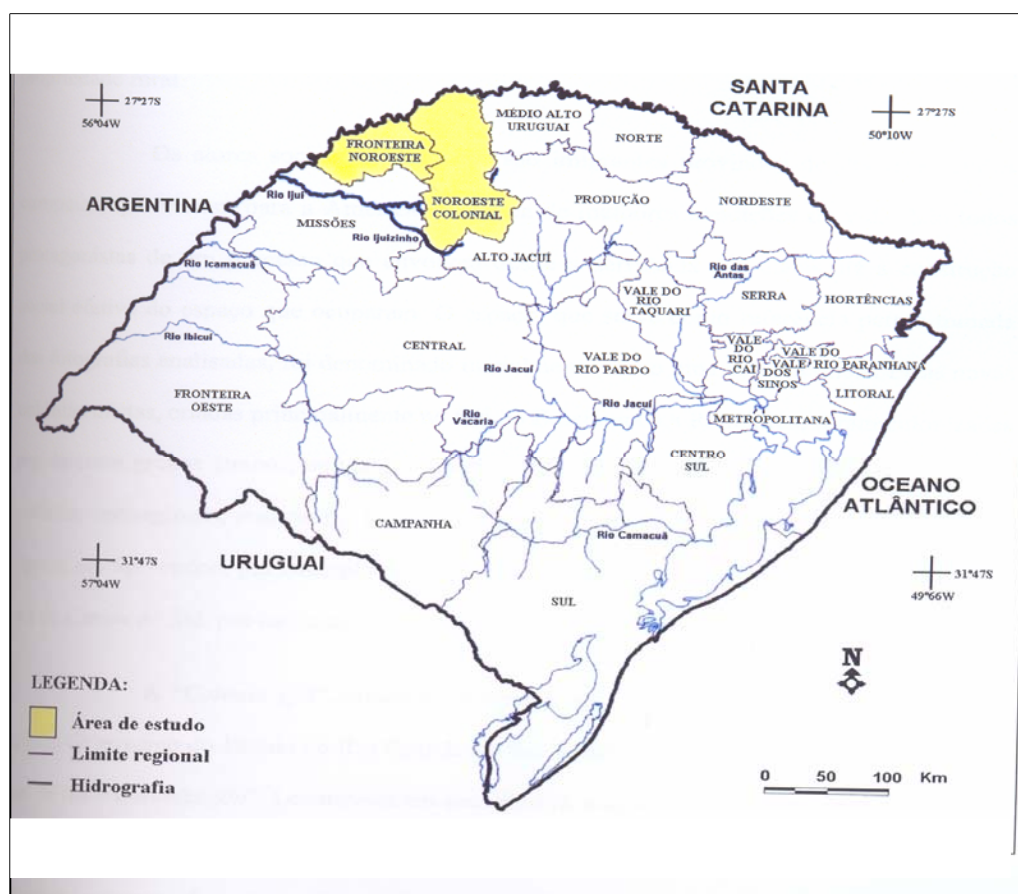 SANTA
CATARINA
27°27S
56°04W
27°27S
50°10W
MÉDIO ALTO
URUGUAI
NORTE
FRONTEIRA
NOROESTE
ARGENTINA
Rio Ijuí
NOROESTE
COLONIAL
PRODUÇÃO
NORDESTE
MISSÕES
Rio Ijuizinho
ALTO JACUÍ
Rio Icamacuã
Rio das
Antas
VALE DO
RIO
TAQUARI
SERRA
HORTÊNCIAS
Rio Ibicuí
CENTRAL
VALE
DO
RIO
CAI
VALE DO
RIO PARANHANA
VALE
DOS
SINOS
Rio Jacuí
VALE DO
RIO PARDO
FRONTEIRA
OESTE
LITORAL
Rio
Vacaria
Rio Jacuí
METROPOLITANA
CENTRO
SUL
OCEANO
ATLÂNTICO
CAMPANHA
Rio Camacuã
URUGUAI
31°47S
57°04W
31°47S
49°66W
SUL
N
LEGENDA:
Área de estudo
Limite regional
Hidrografia
0 50 100 Km